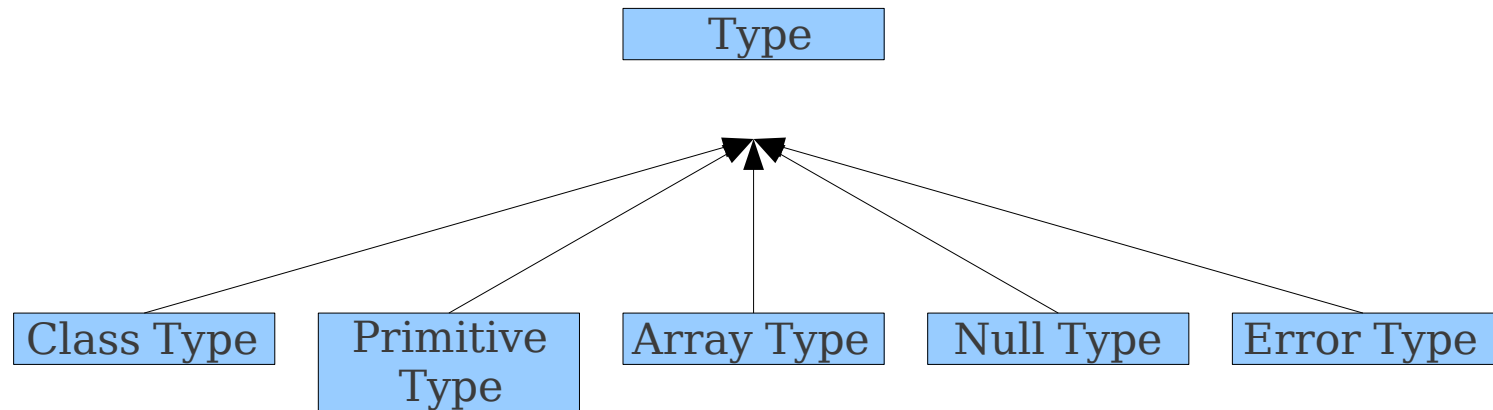 Type
Class Type
Primitive
Type
Array Type
Null Type
Error Type